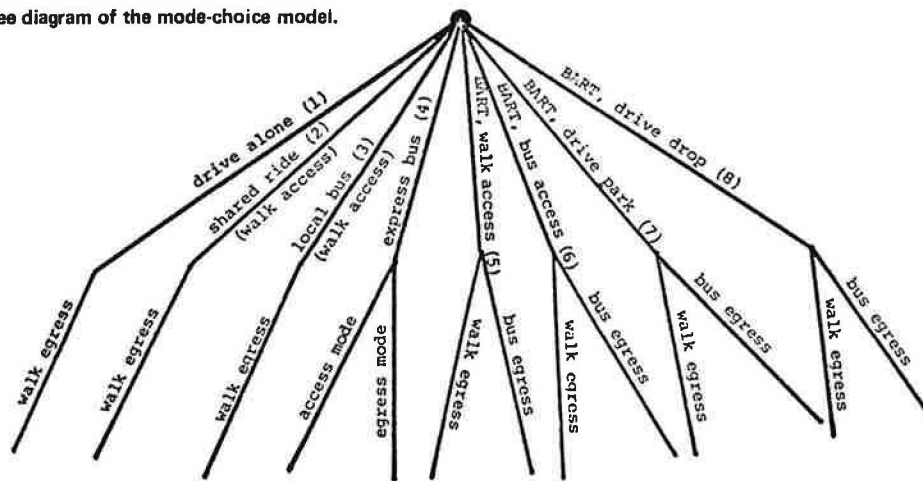 ee diagram of the mode-choice model.
drive alone (1)
shared ride (2)
(walk access)
local bus (3)
(walk access)
express bus (4)
BART, walk access (5)
BART, bus access (6)
BART, drive park (7)
BART, drive drop (8)
walk egress
walk egress
walk egress
access mode
egress mode
walk egress
bus egress
walk egress
bus egress
walk egress
bus egress
walk egress
bus egress